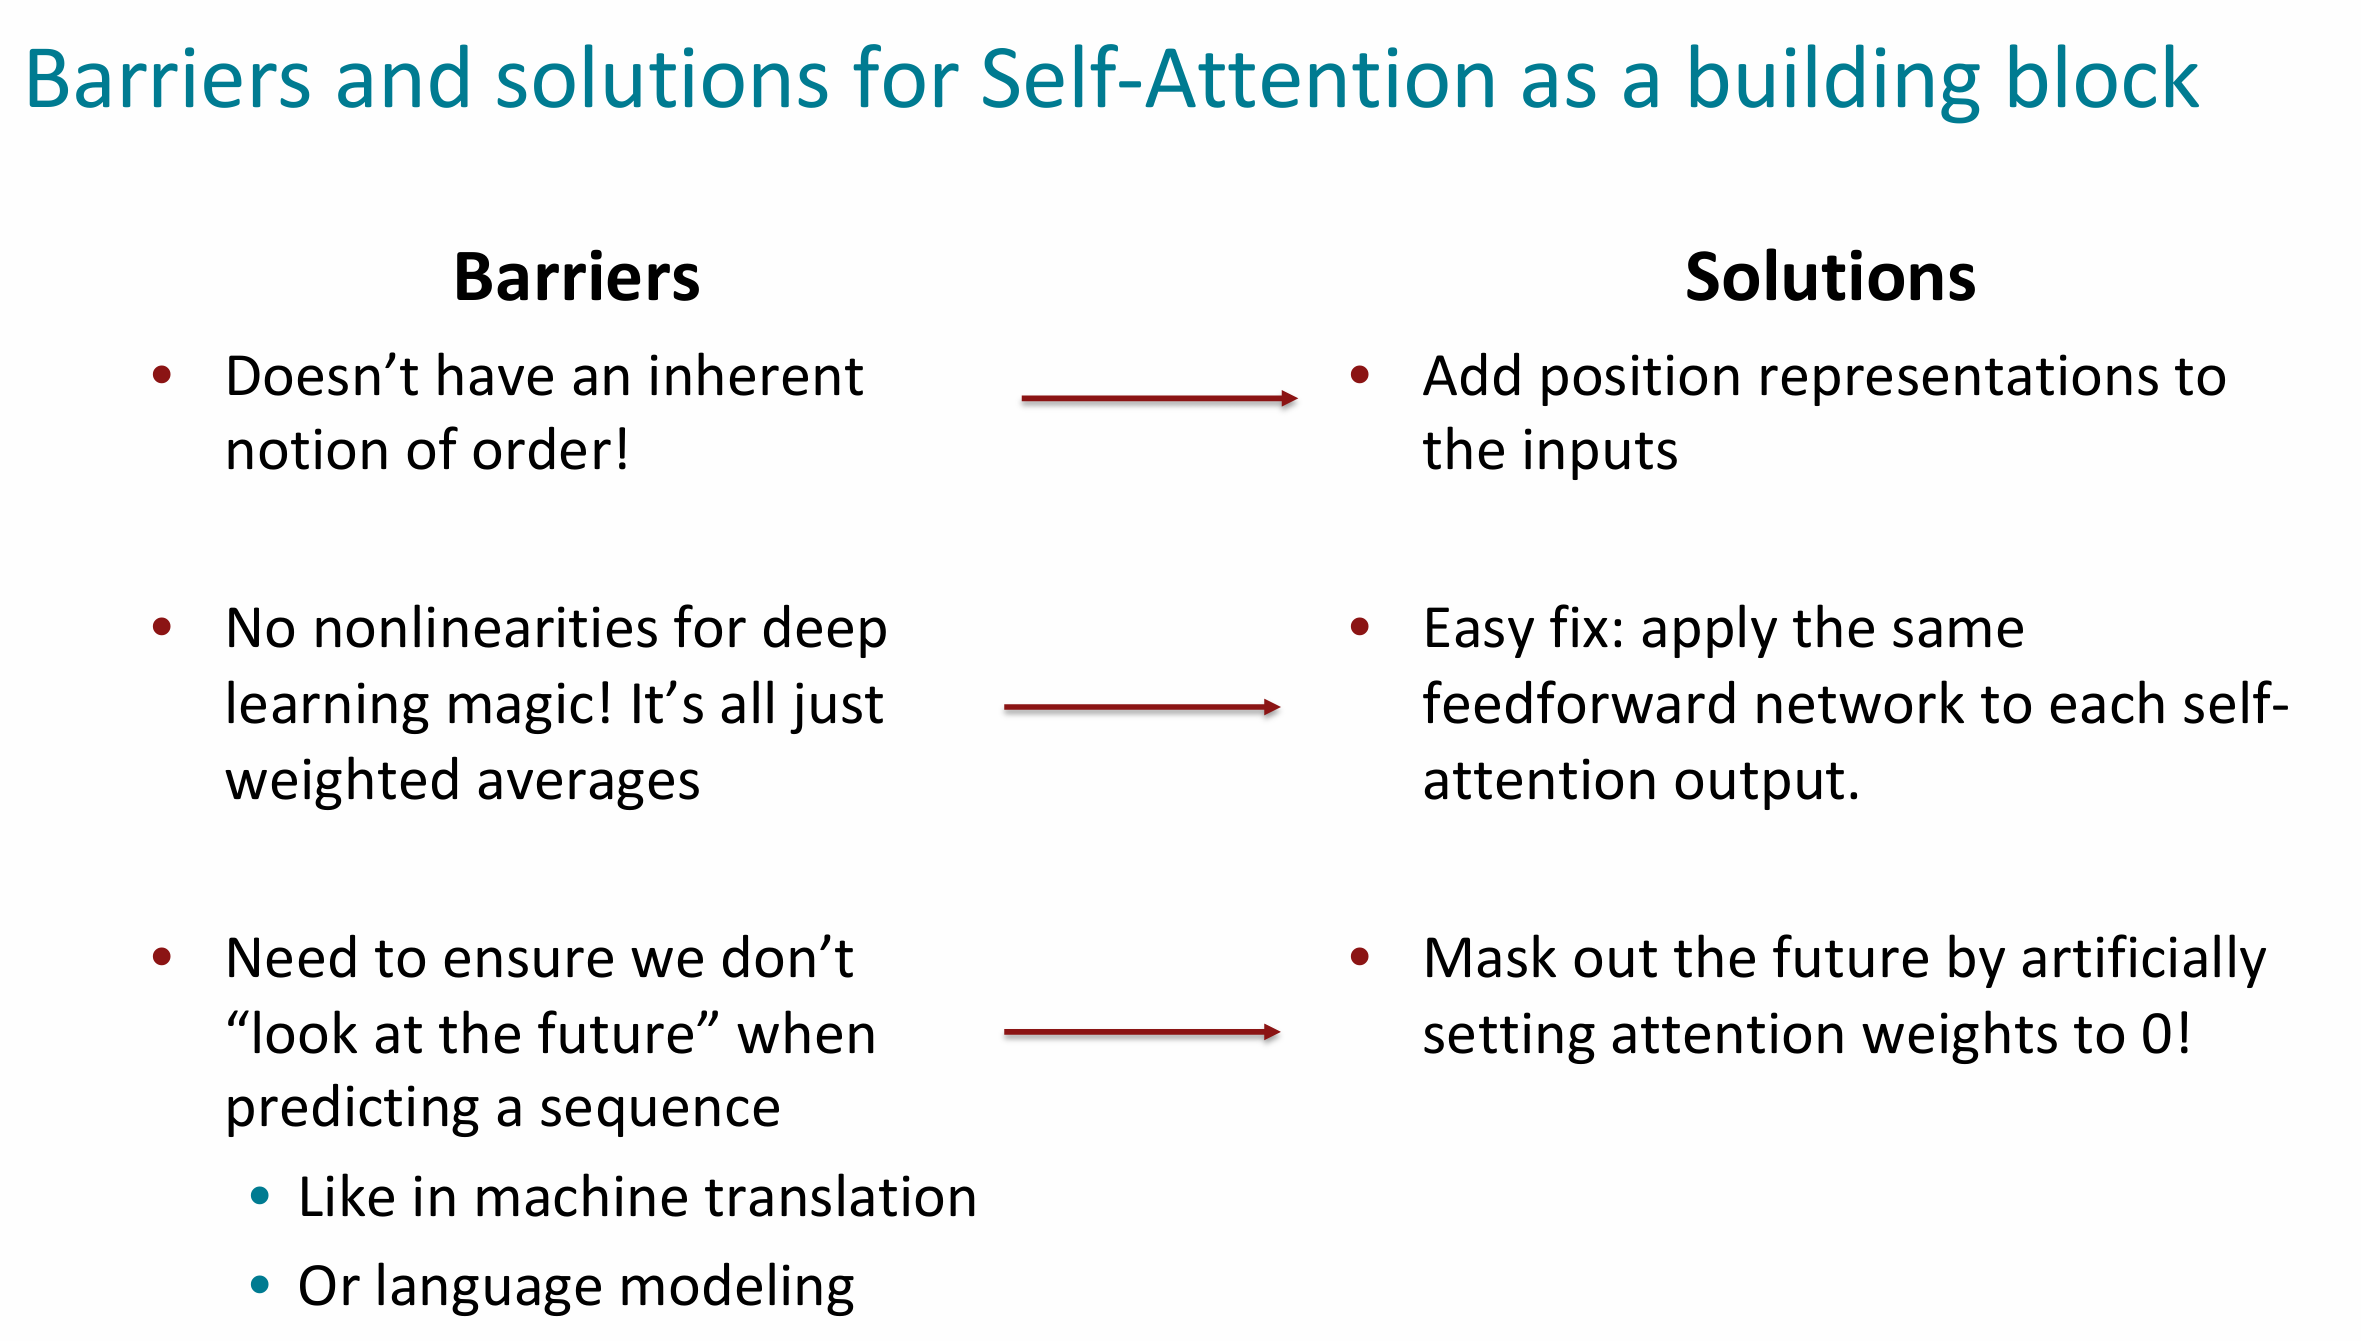 Barriers and solutions for Self-Attention as a building block
Barriers
• Doesn’t have an inherent
notion of order!
• No nonlinearities for deep
learning magic! It’s all just
weighted averages
• Need to ensure we don’t
“look at the future” when
predicting a sequence
• Like in machine translation
• Or language modeling
Solutions
• Add position representations to
the inputs
• Easy fix: apply the same
feedforward network to each self-
attention output.
• Mask out the future by artificially
setting attention weights to 0!